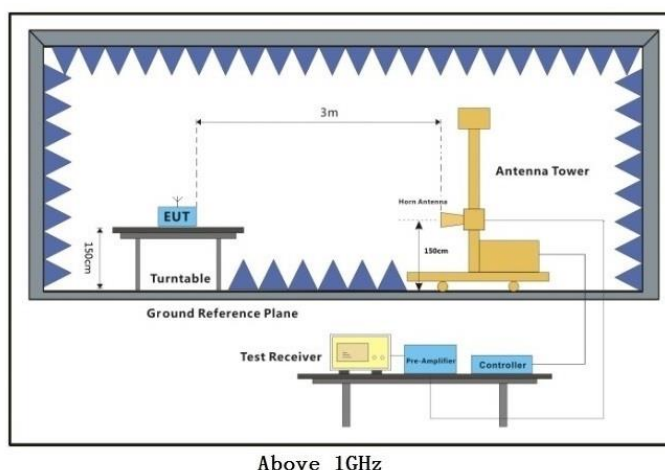 3m
Antenna Tower
Horn Antenna
EUT
150cm
150cm
Turntable
Ground Reference Plane
Test Receiver
Pre-Amplifier
Controller
Above 1GHz